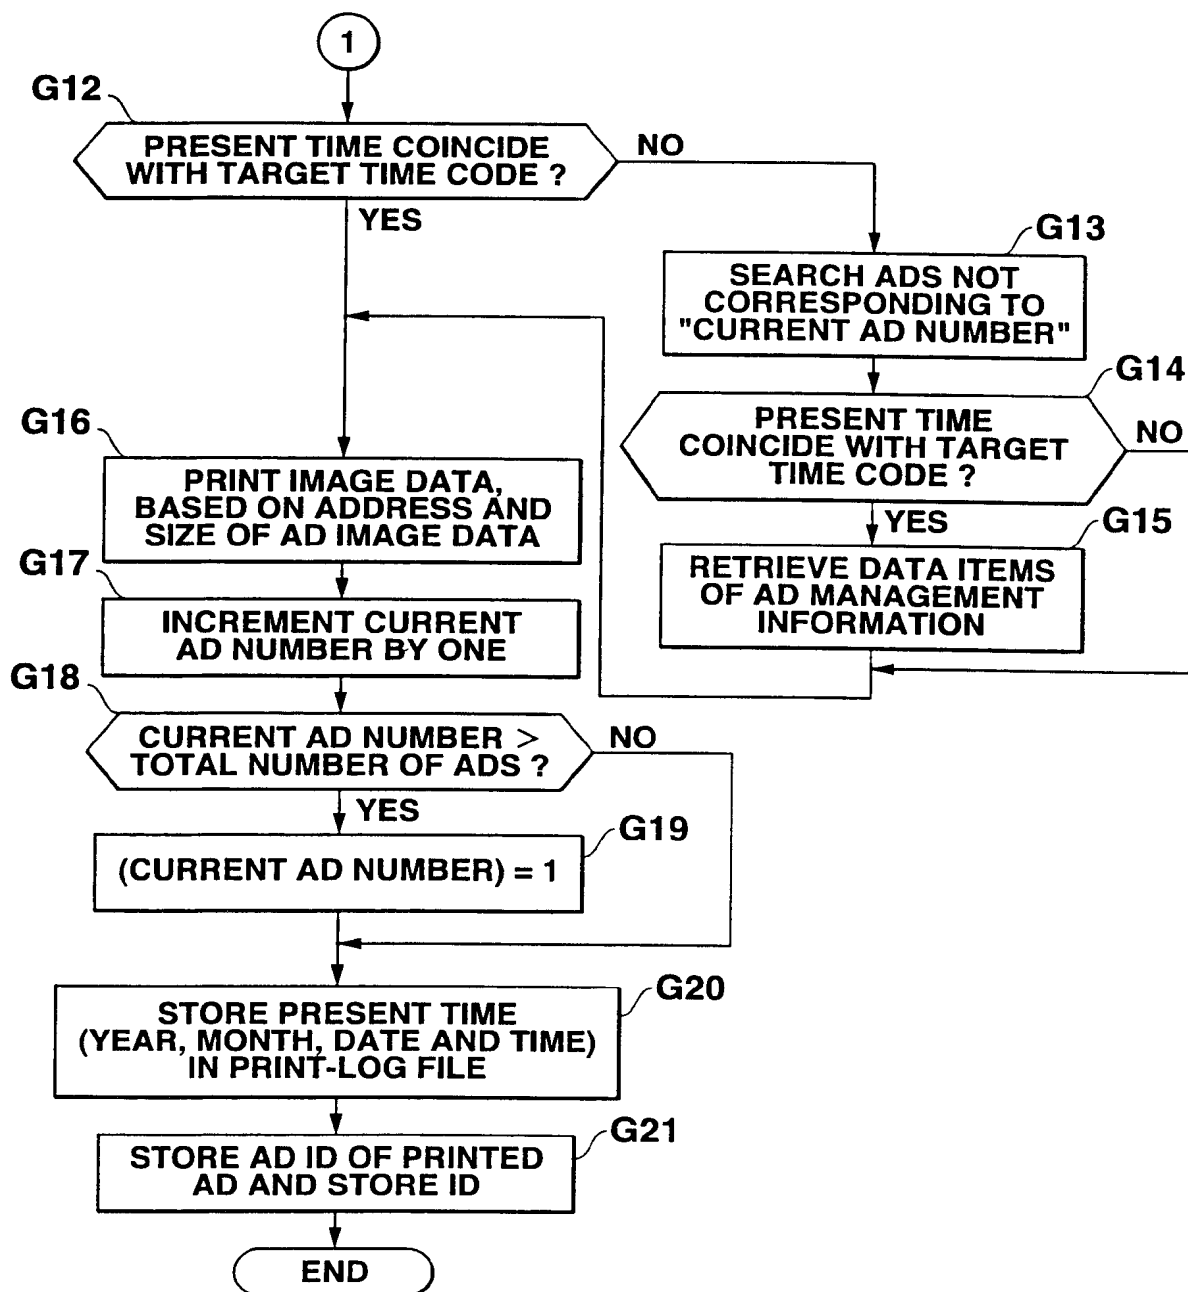 1
G12
PRESENT TIME COINCIDE
WITH TARGET TIME CODE ?
NO
YES
G13
SEARCH ADS NOT
CORRESPONDING TO
"CURRENT AD NUMBER"
G14
PRESENT TIME
COINCIDE WITH TARGET
TIME CODE ?
NO
YES
G15
RETRIEVE DATA ITEMS
OF AD MANAGEMENT
INFORMATION
G16
PRINT IMAGE DATA,
BASED ON ADDRESS AND
SIZE OF AD IMAGE DATA
G17
INCREMENT CURRENT
AD NUMBER BY ONE
G18
CURRENT AD NUMBER >
TOTAL NUMBER OF ADS ?
NO
YES
G19
(CURRENT AD NUMBER) = 1
G20
STORE PRESENT TIME
(YEAR, MONTH, DATE AND TIME)
IN PRINT-LOG FILE
G21
STORE AD ID OF PRINTED
AD AND STORE ID
END